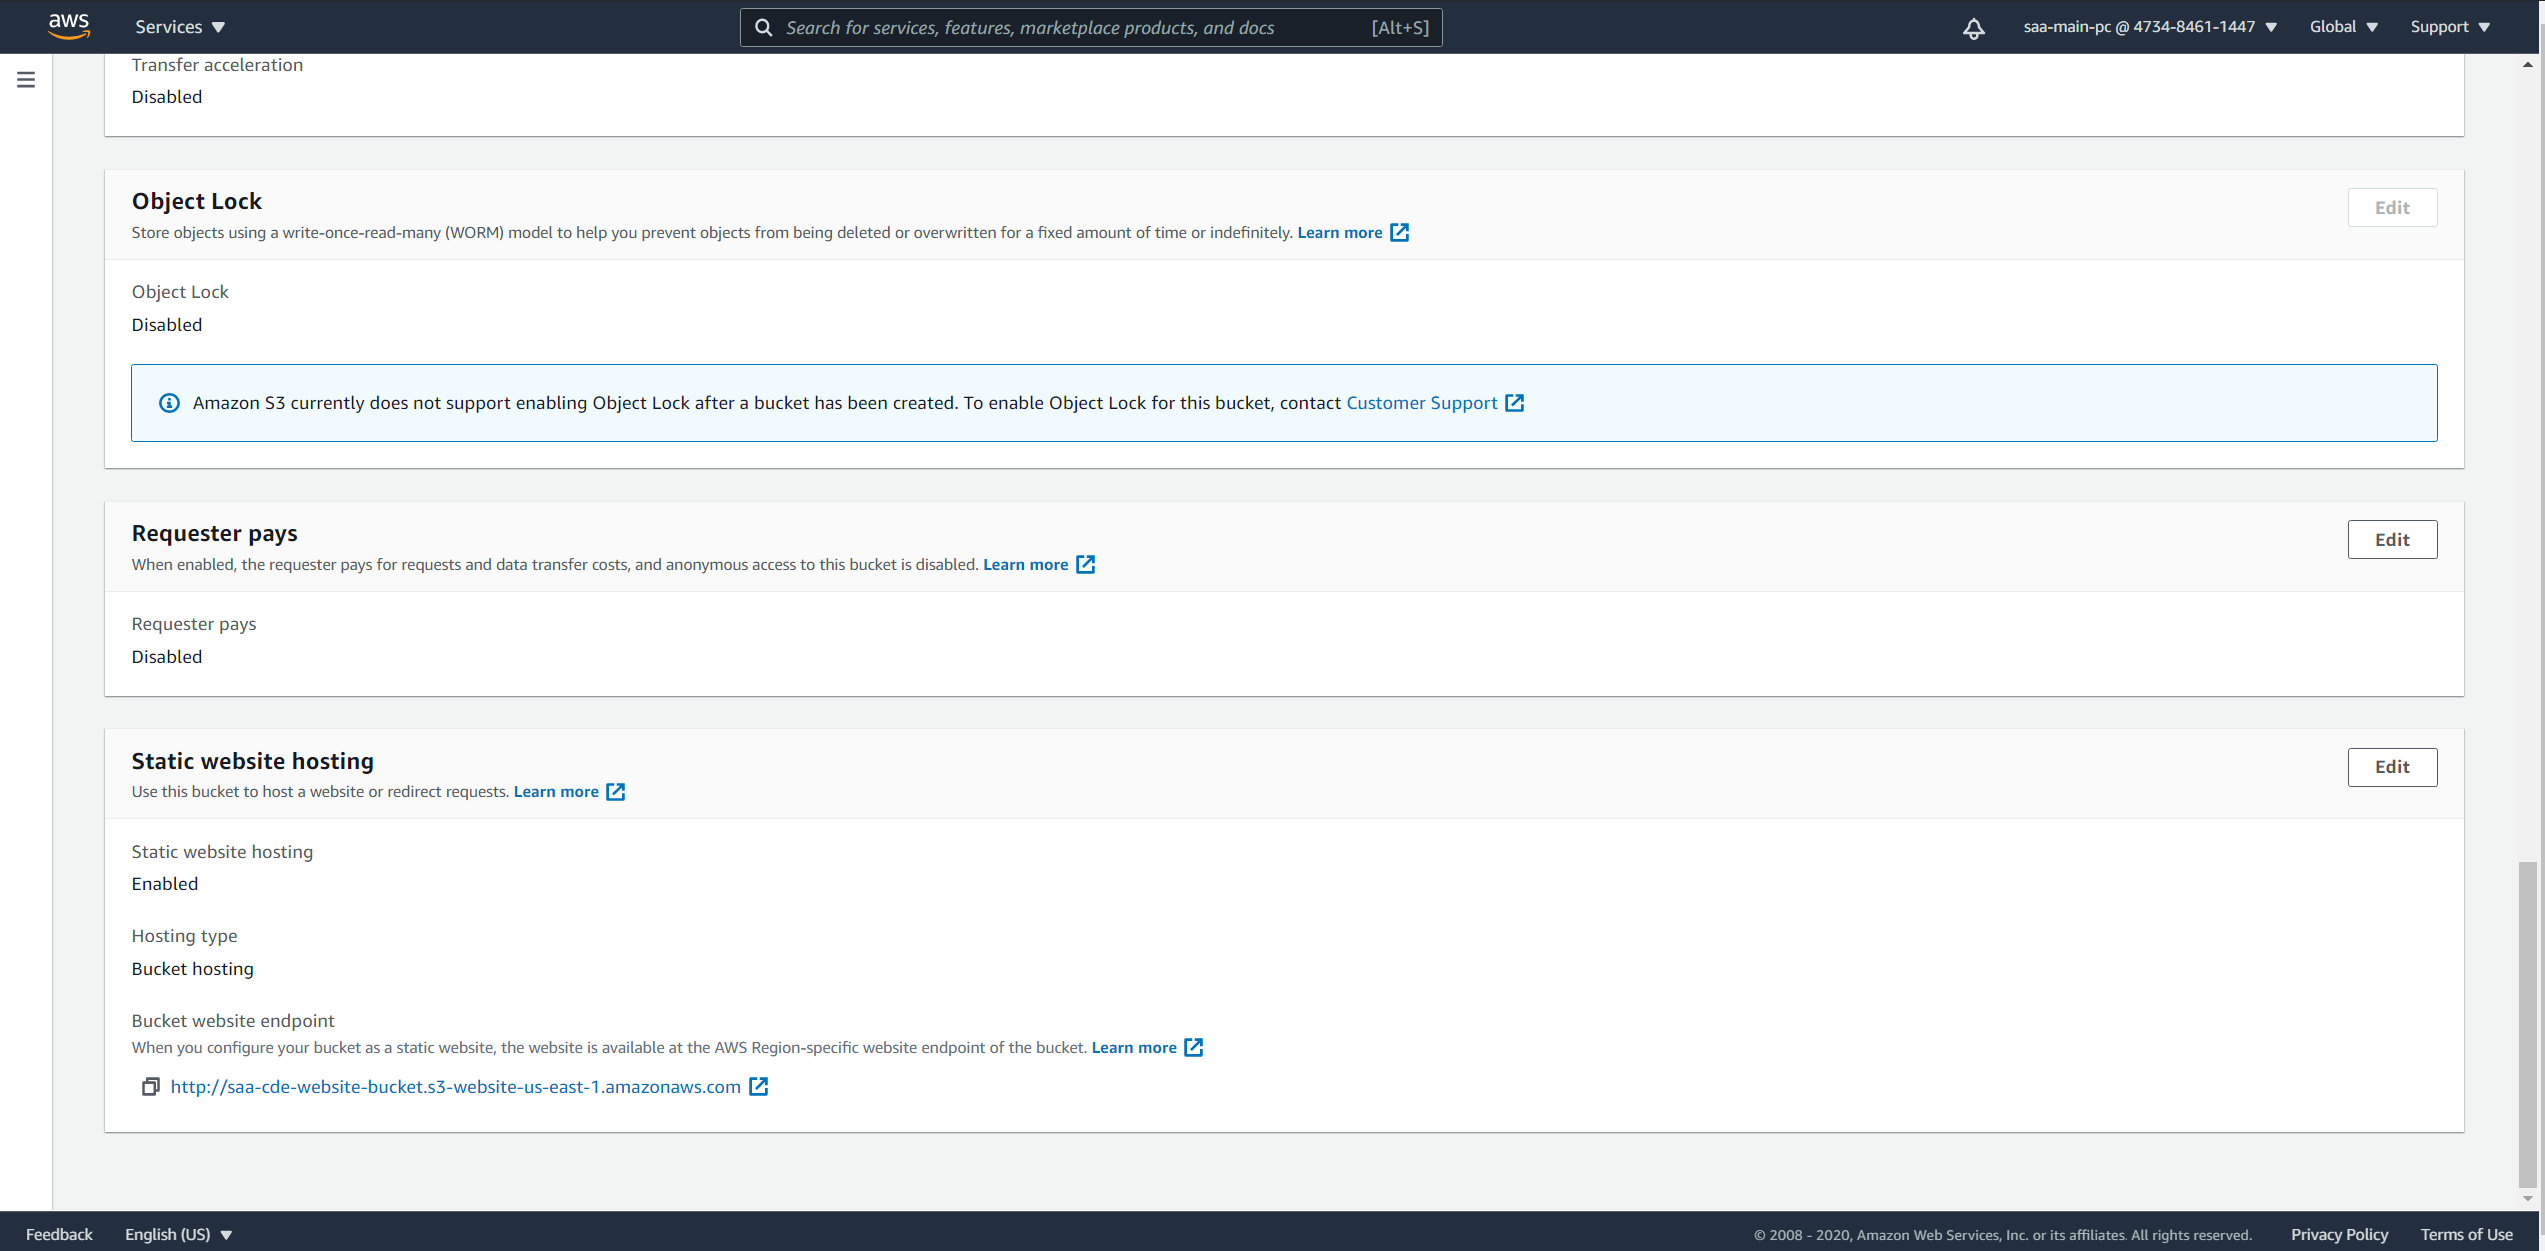 aws Services Search for services, features, marketplace products, and docs [Alt+S] saa-main-pc @ 4734-8461-1447 Global Support
Transfer acceleration
Disabled
Object Lock
Edit
Store objects using a write-once-read-many (WORM) model to help you prevent objects from being deleted or overwritten for a fixed amount of time or indefinitely. Learn more
Object Lock
Disabled
Amazon S3 currently does not support enabling Object Lock after a bucket has been created. To enable Object Lock for this bucket, contact Customer Support
Requester pays
Edit
When enabled, the requester pays for requests and data transfer costs, and anonymous access to this bucket is disabled. Learn more
Requester pays
Disabled
Static website hosting
Edit
Use this bucket to host a website or redirect requests. Learn more
Static website hosting
Enabled
Hosting type
Bucket hosting
Bucket website endpoint
When you configure your bucket as a static website, the website is available at the AWS Region-specific website endpoint of the bucket. Learn more
http://saa-cde-website-bucket.s3-website-us-east-1.amazonaws.com
Feedback English (US) © 2008 - 2020, Amazon Web Services, Inc. or its affiliates. All rights reserved. Privacy Policy Terms of Use